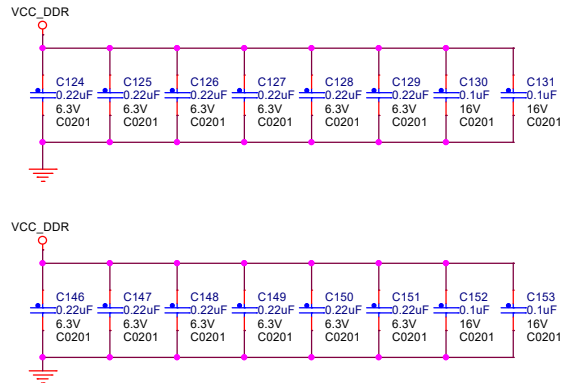 VCC_DDR
C124 C125 C126 C127 C128 C129 C130 C131
0.22uF 0.22uF 0.22uF 0.22uF 0.22uF 0.22uF 0.1uF 0.1uF
6.3V 6.3V 6.3V 6.3V 6.3V 6.3V 16V 16V
C0201 C0201 C0201 C0201 C0201 C0201 C0201 C0201
VCC_DDR
C146 C147 C148 C149 C150 C151 C152 C153
0.22uF 0.22uF 0.22uF 0.22uF 0.22uF 0.22uF 0.1uF 0.1uF
6.3V 6.3V 6.3V 6.3V 6.3V 6.3V 16V 16V
C0201 C0201 C0201 C0201 C0201 C0201 C0201 C0201